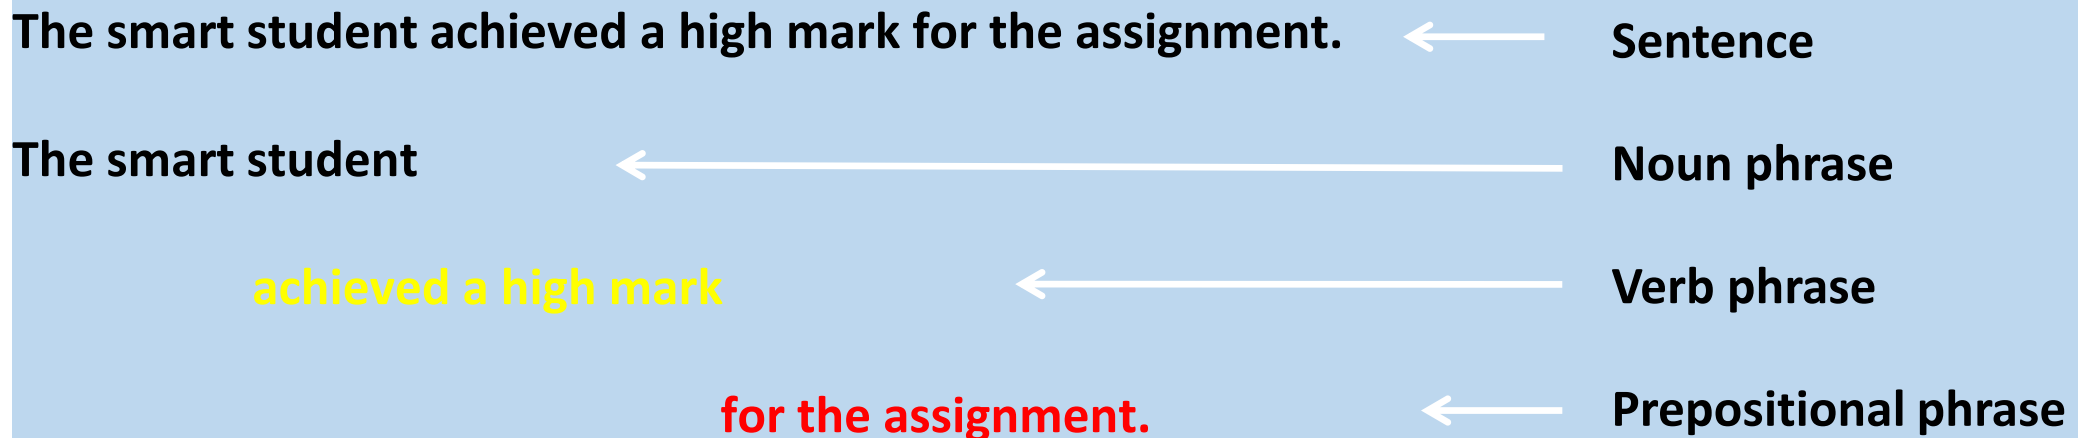 The smart student achieved a high mark for the assignment. Sentence
The smart student Noun phrase
achieved a high mark Verb phrase
for the assignment. Prepositional phrase